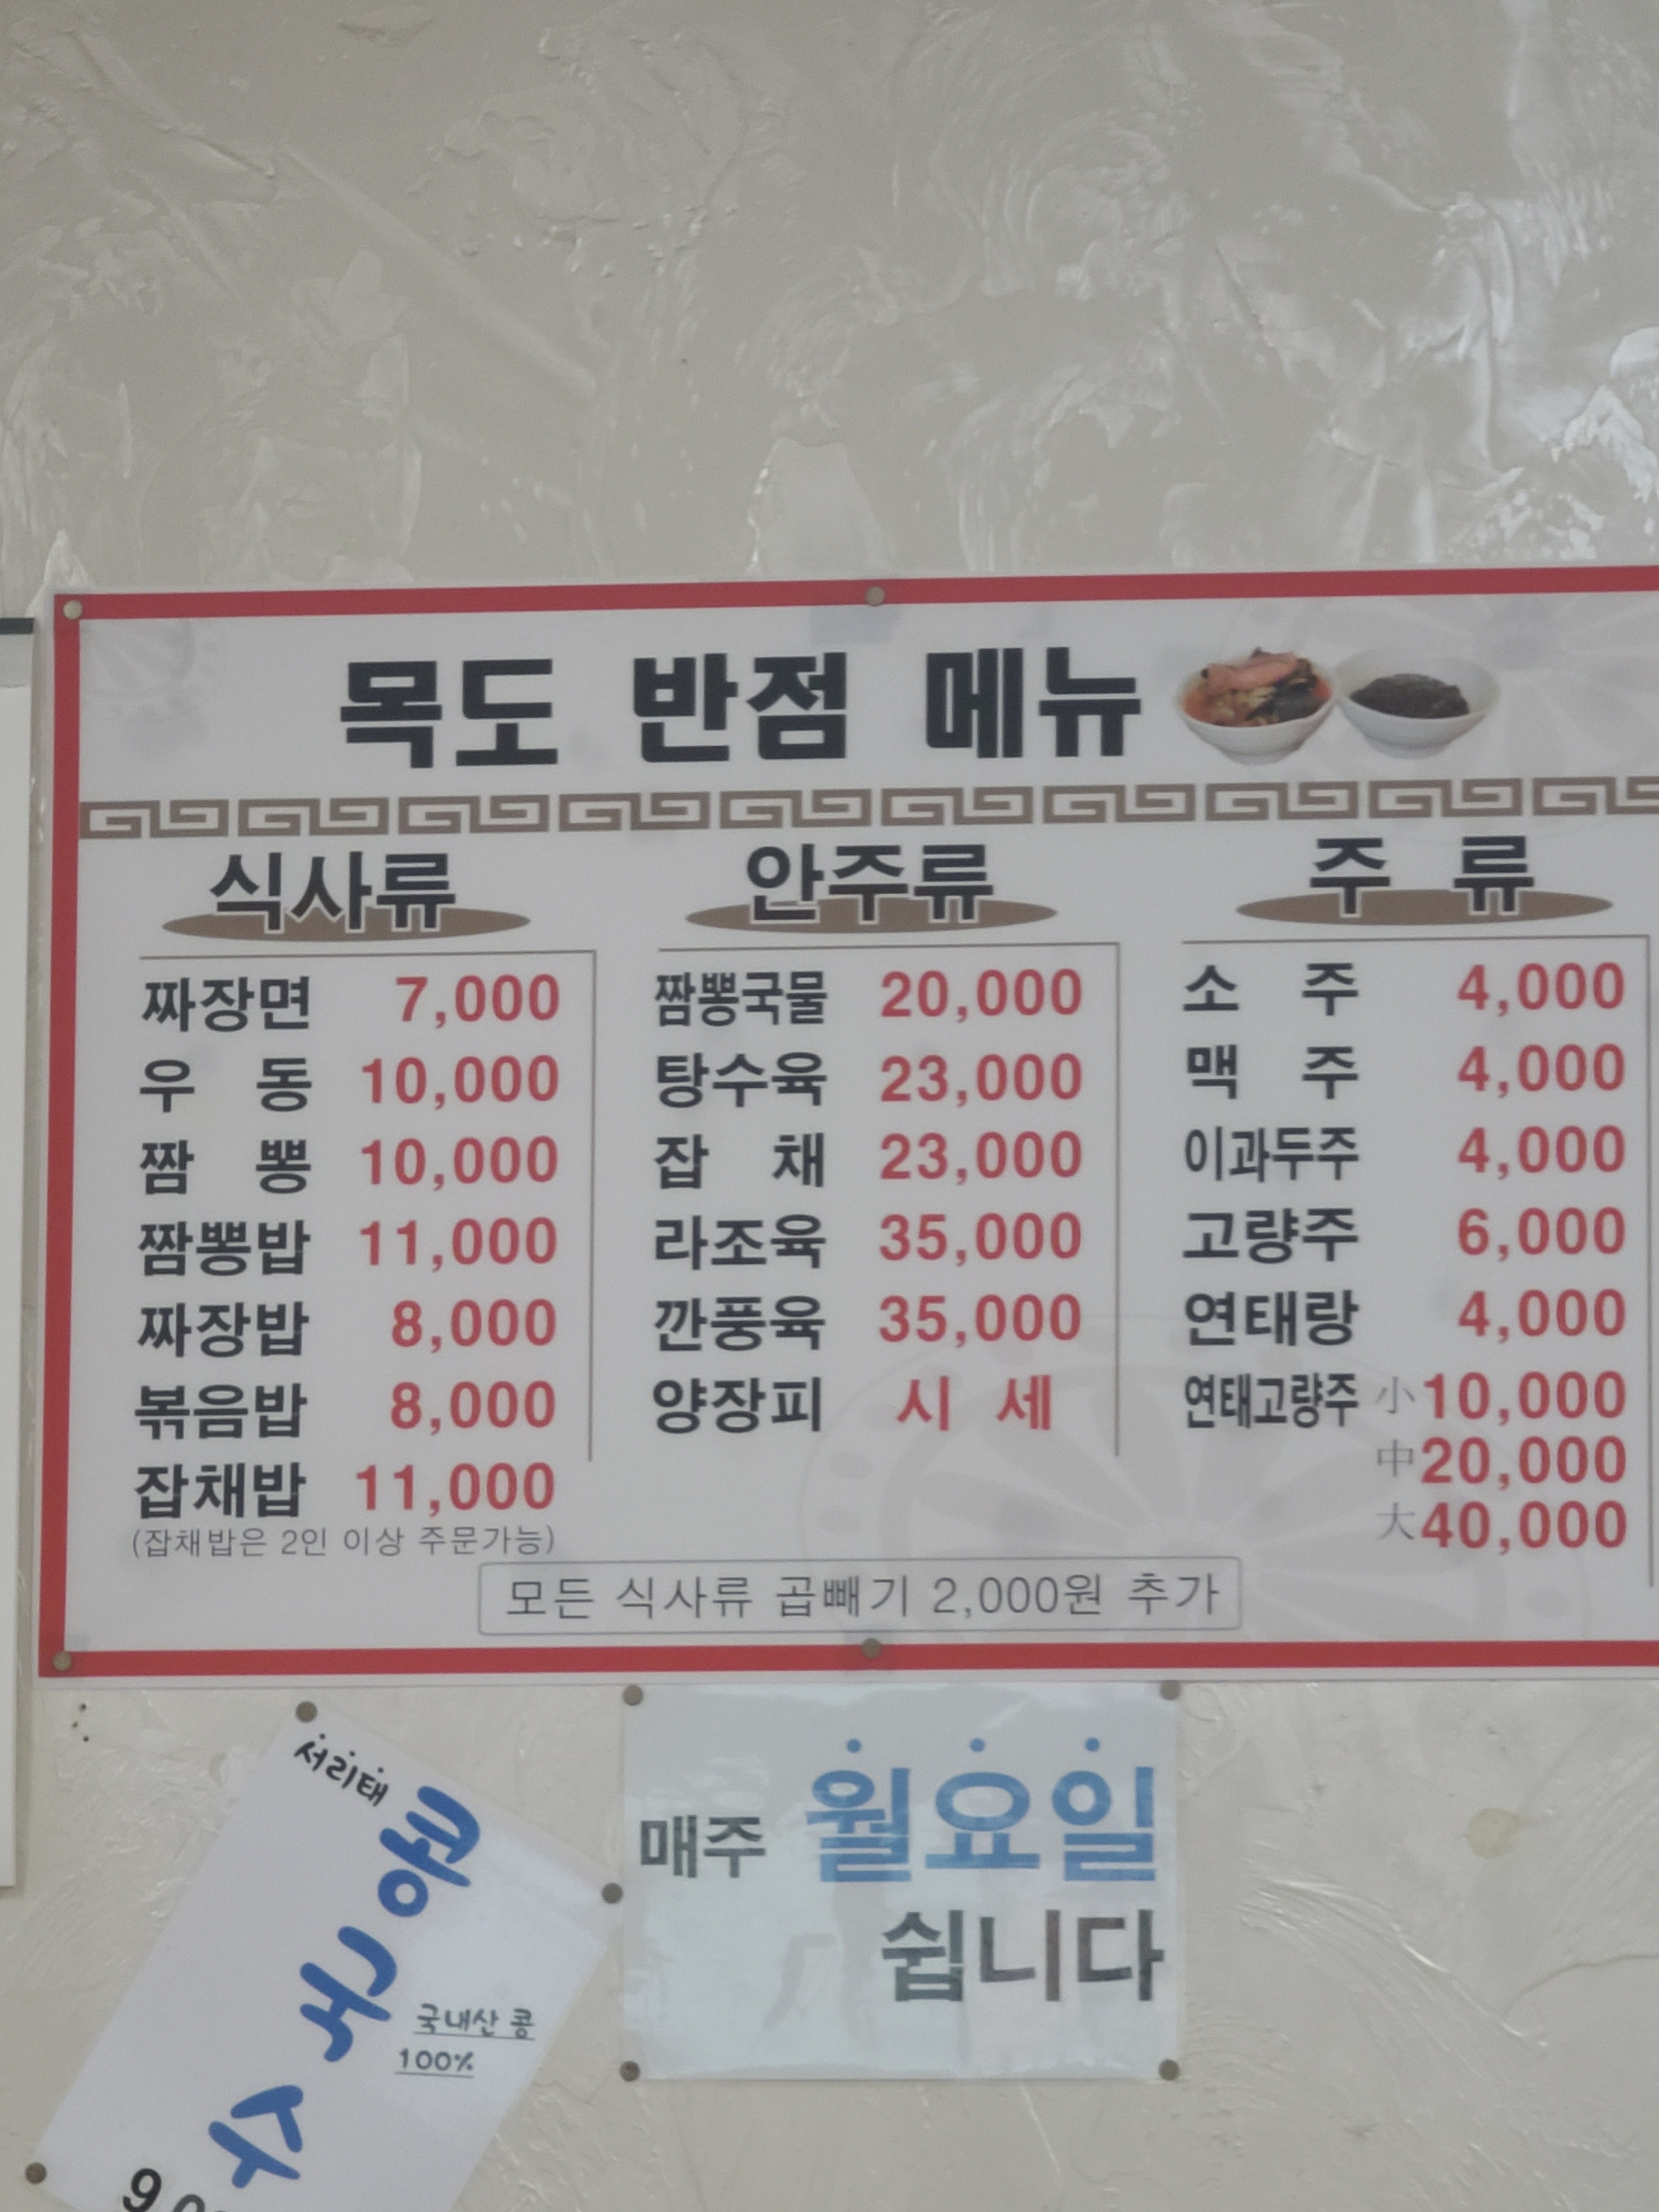 목도 반점 메뉴
식사류
짜장면 7,000
우 동 10,000
짬 뽕 10,000
짬뽕밥 11,000
짜장밥 8,000
볶음밥 8,000
잡채밥 11,000
(잡채밥은 2인 이상 주문가능)
안주류
짬뽕국물 20,000
탕수육 23,000
잡 채 23,000
라조육 35,000
깐풍육 35,000
양장피 시 세
주 류
소 주 4,000
맥 주 4,000
이과두주 4,000
고량주 6,000
연태랑 4,000
연태고량주 小 10,000
中 20,000
大 40,000
모든 식사류 곱빼기 2,000원 추가
서리태
콩국수
국내산 콩
100%
매주 월요일
쉽니다